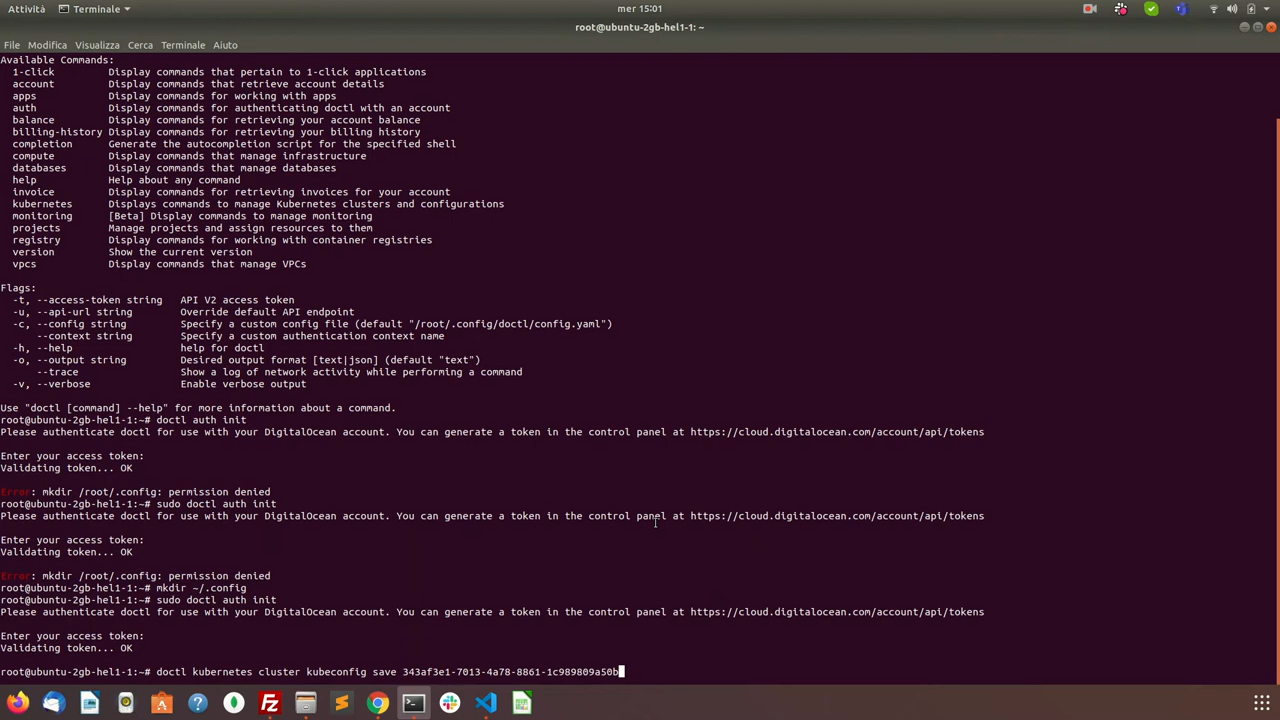 Attività Terminale mer 15:01
root@ubuntu-2gb-hel1-1: ~
File Modifica Visualizza Cerca Terminale Aiuto
Available Commands:
1-click Display commands that pertain to 1-click applications
account Display commands that retrieve account details
apps Display commands for working with apps
auth Display commands for authenticating doctl with an account
balance Display commands for retrieving your account balance
billing-history Display commands for retrieving your billing history
completion Generate the autocompletion script for the specified shell
compute Display commands that manage infrastructure
databases Display commands that manage databases
help Help about any command
invoice Display commands for retrieving invoices for your account
kubernetes Displays commands to manage Kubernetes clusters and configurations
monitoring [Beta] Display commands to manage monitoring
projects Manage projects and assign resources to them
registry Display commands for working with container registries
version Show the current version
vpcs Display commands that manage VPCs
Flags:
-t, --access-token string API V2 access token
-u, --api-url string Override default API endpoint
-c, --config string Specify a custom config file (default "/root/.config/doctl/config.yaml")
--context string Specify a custom authentication context name
-h, --help help for doctl
-o, --output string Desired output format [text|json] (default "text")
--trace Show a log of network activity while performing a command
-v, --verbose Enable verbose output
Use "doctl [command] --help" for more information about a command.
root@ubuntu-2gb-hel1-1:~# doctl auth init
Please authenticate doctl for use with your DigitalOcean account. You can generate a token in the control panel at https://cloud.digitalocean.com/account/api/tokens
Enter your access token:
Validating token... OK
Error: mkdir /root/.config: permission denied
root@ubuntu-2gb-hel1-1:~# sudo doctl auth init
Please authenticate doctl for use with your DigitalOcean account. You can generate a token in the control panel at https://cloud.digitalocean.com/account/api/tokens
Enter your access token:
Validating token... OK
Error: mkdir /root/.config: permission denied
root@ubuntu-2gb-hel1-1:~# mkdir ~/.config
root@ubuntu-2gb-hel1-1:~# sudo doctl auth init
Please authenticate doctl for use with your DigitalOcean account. You can generate a token in the control panel at https://cloud.digitalocean.com/account/api/tokens
Enter your access token:
Validating token... OK
root@ubuntu-2gb-hel1-1:~# doctl kubernetes cluster kubeconfig save 343af3e1-7013-4a78-8861-1c989809a50b